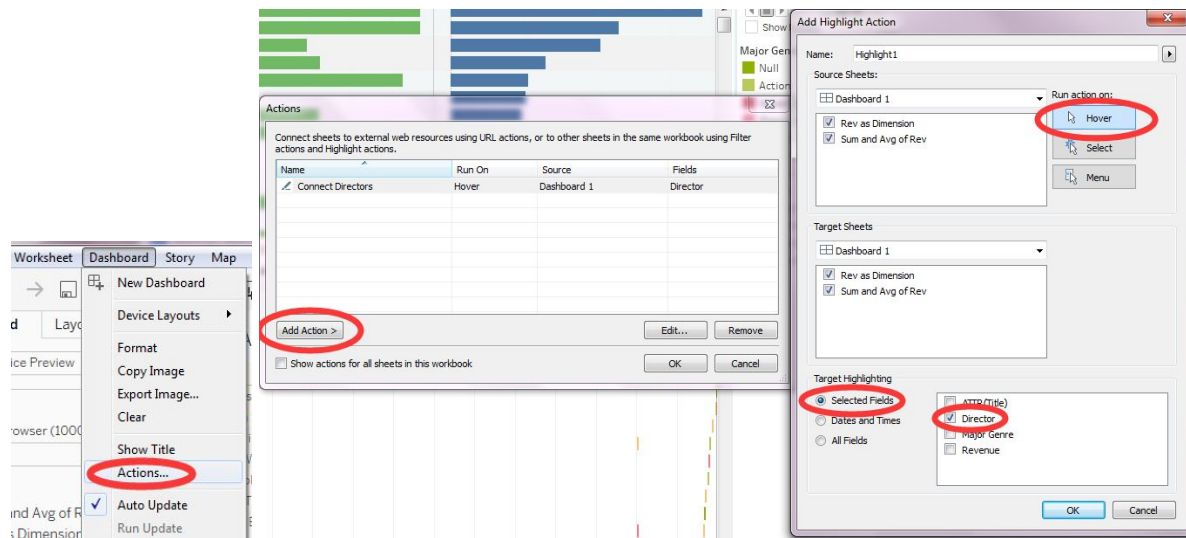 Worksheet Dashboard Story Map
New Dashboard
Device Layouts
Format
Copy Image
Export Image...
Clear
Show Title
Actions...
Auto Update
Run Update
ice Preview
rowser (1000
nd Avg of R
s Dimension
Major Gen
Null
Action
Actions
Connect sheets to external web resources using URL actions, or to other sheets in the same workbook using Filter
actions and Highlight actions.
Name Run On Source Fields
Connect Directors Hover Dashboard 1 Director
Add Action > Edit... Remove
Show actions for all sheets in this workbook OK Cancel
Add Highlight Action
Name: Highlight1
Source Sheets:
Dashboard 1 Run action on:
Rev as Dimension Hover
Sum and Avg of Rev Select
Menu
Target Sheets
Dashboard 1
Rev as Dimension
Sum and Avg of Rev
Target Highlighting
Selected Fields ATTR(Title)
Dates and Times Director
All Fields Major Genre
Revenue
OK Cancel